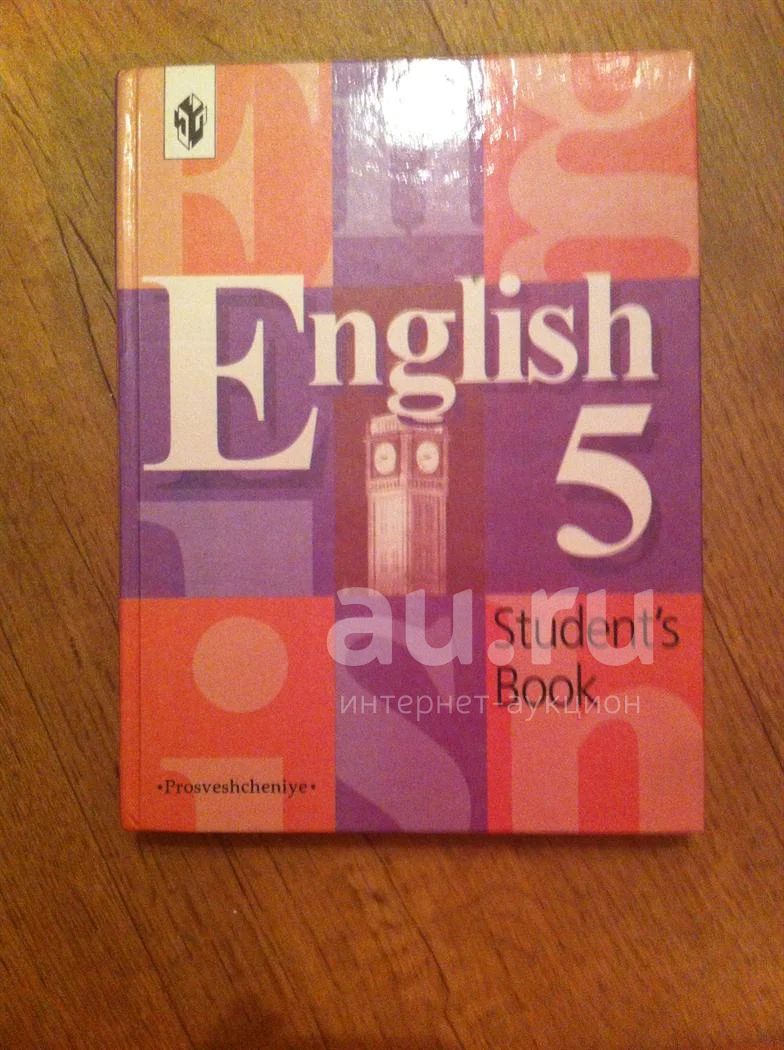 English
5
Student's
Book
au.ru
интернет-аукцион
•Prosveshcheniye•